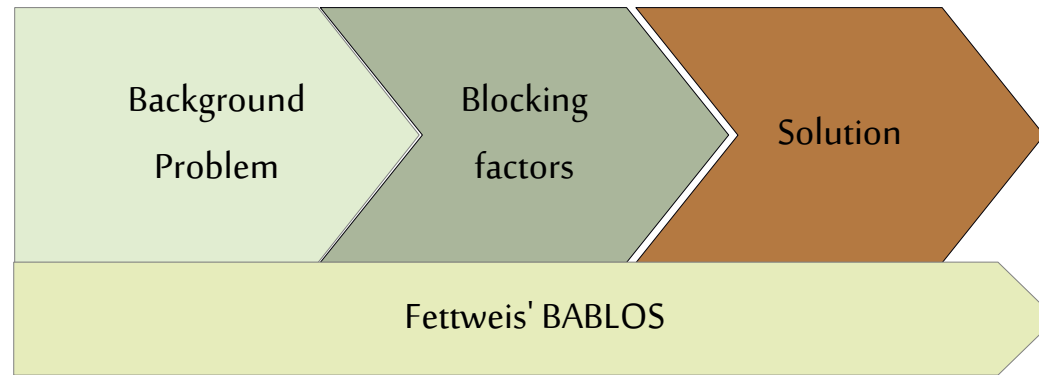 Background
Problem
Blocking
factors
Solution
Fettweis' BABLOS